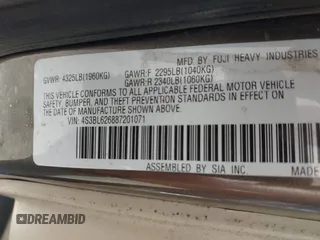 MFD. BY FUJI HEAVY INDUSTRIES
GVWR: 4325LB(1960KG) GAWR:F 2295LB(1040KG)
GAWR:R 2340LB(1060KG)
THIS VEHICLE CONFORMS TO ALL APPLICABLE FEDERAL MOTOR VEHICLE
SAFETY, BUMPER, AND THEFT PREVENTION STANDARDS IN EFFECT ON
THE DATE OF MANUFACTURE SHOWN ABOVE.
VIN: 4S3BL626887201071
ASSEMBLED BY SIA INC. MADE
DREAMBID